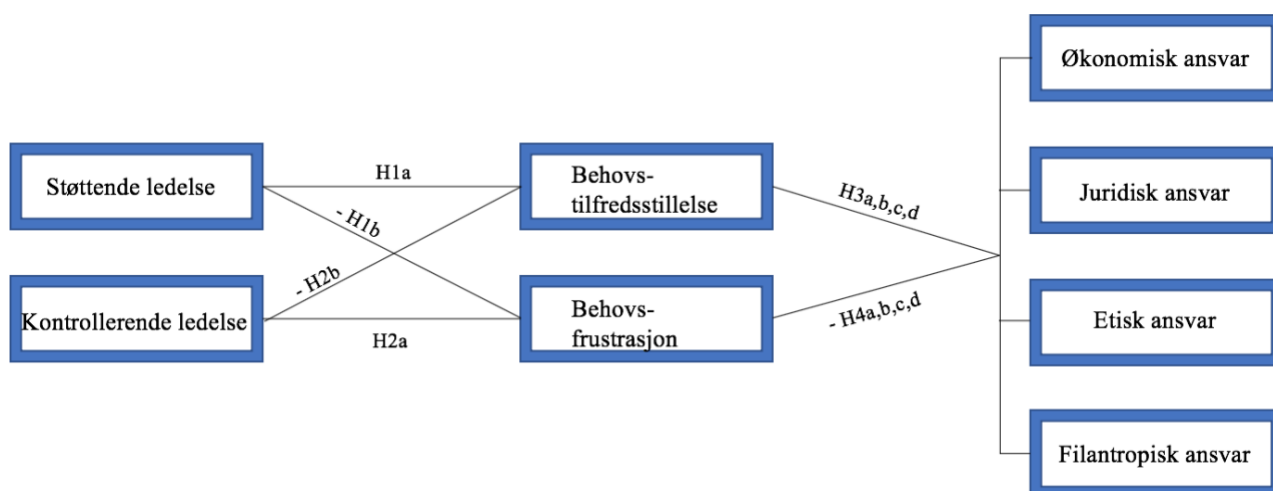 Støttende ledelse
Kontrollerende ledelse
H1a
- H1b
- H2b
H2a
Behovs-
tilfredsstillelse
Behovs-
frustrasjon
H3a,b,c,d
- H4a,b,c,d
Økonomisk ansvar
Juridisk ansvar
Etisk ansvar
Filantropisk ansvar